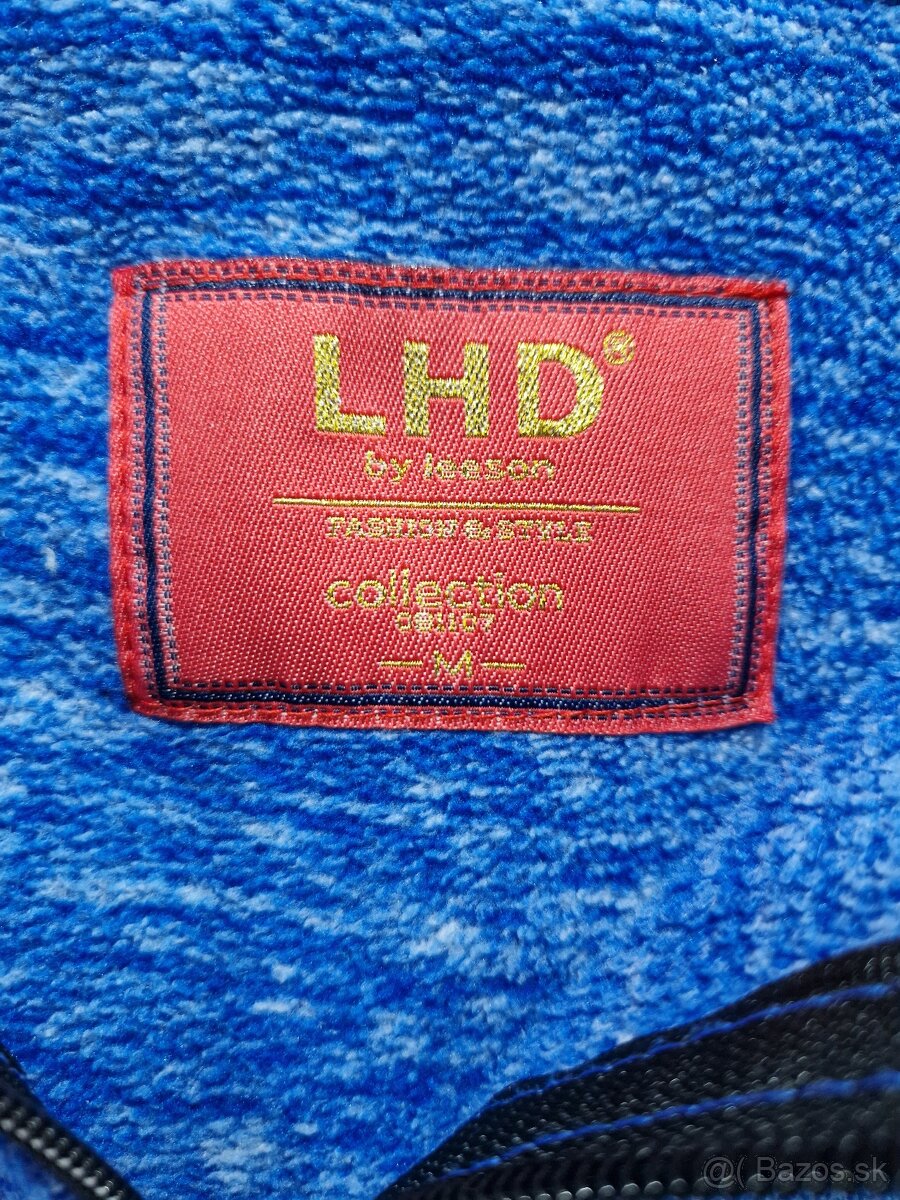 LHD®
by leeson
FASHION & STYLE
collection
— M —
@( Bazos.sk